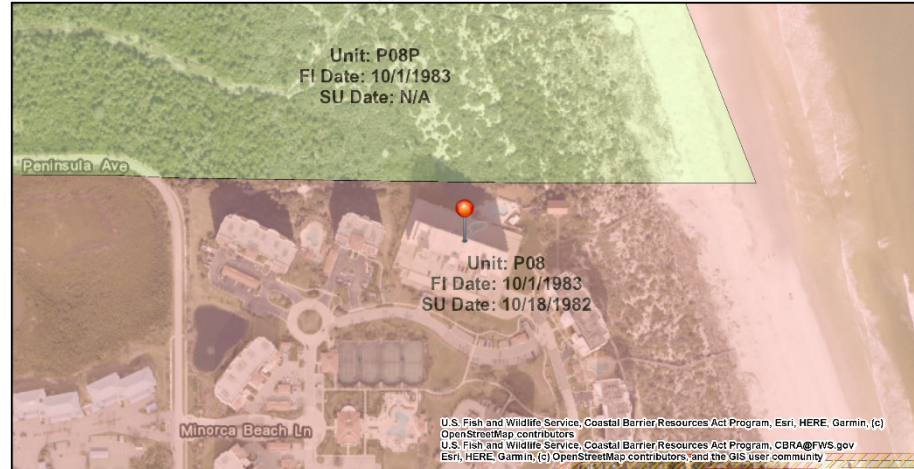 Unit: P08P
FI Date: 10/1/1983
SU Date: N/A
Peninsula Ave
Unit: P08
FI Date: 10/1/1983
SU Date: 10/18/1982
Minorca Beach Ln
U.S. Fish and Wildlife Service, Coastal Barrier Resources Act Program, Esri, HERE, Garmin, (c)
OpenStreetMap contributors
U.S. Fish and Wildlife Service, Coastal Barrier Resources Act Program, CBRA@FWS.gov
Esri, HERE, Garmin, (c) OpenStreetMap contributors, and the GIS user community